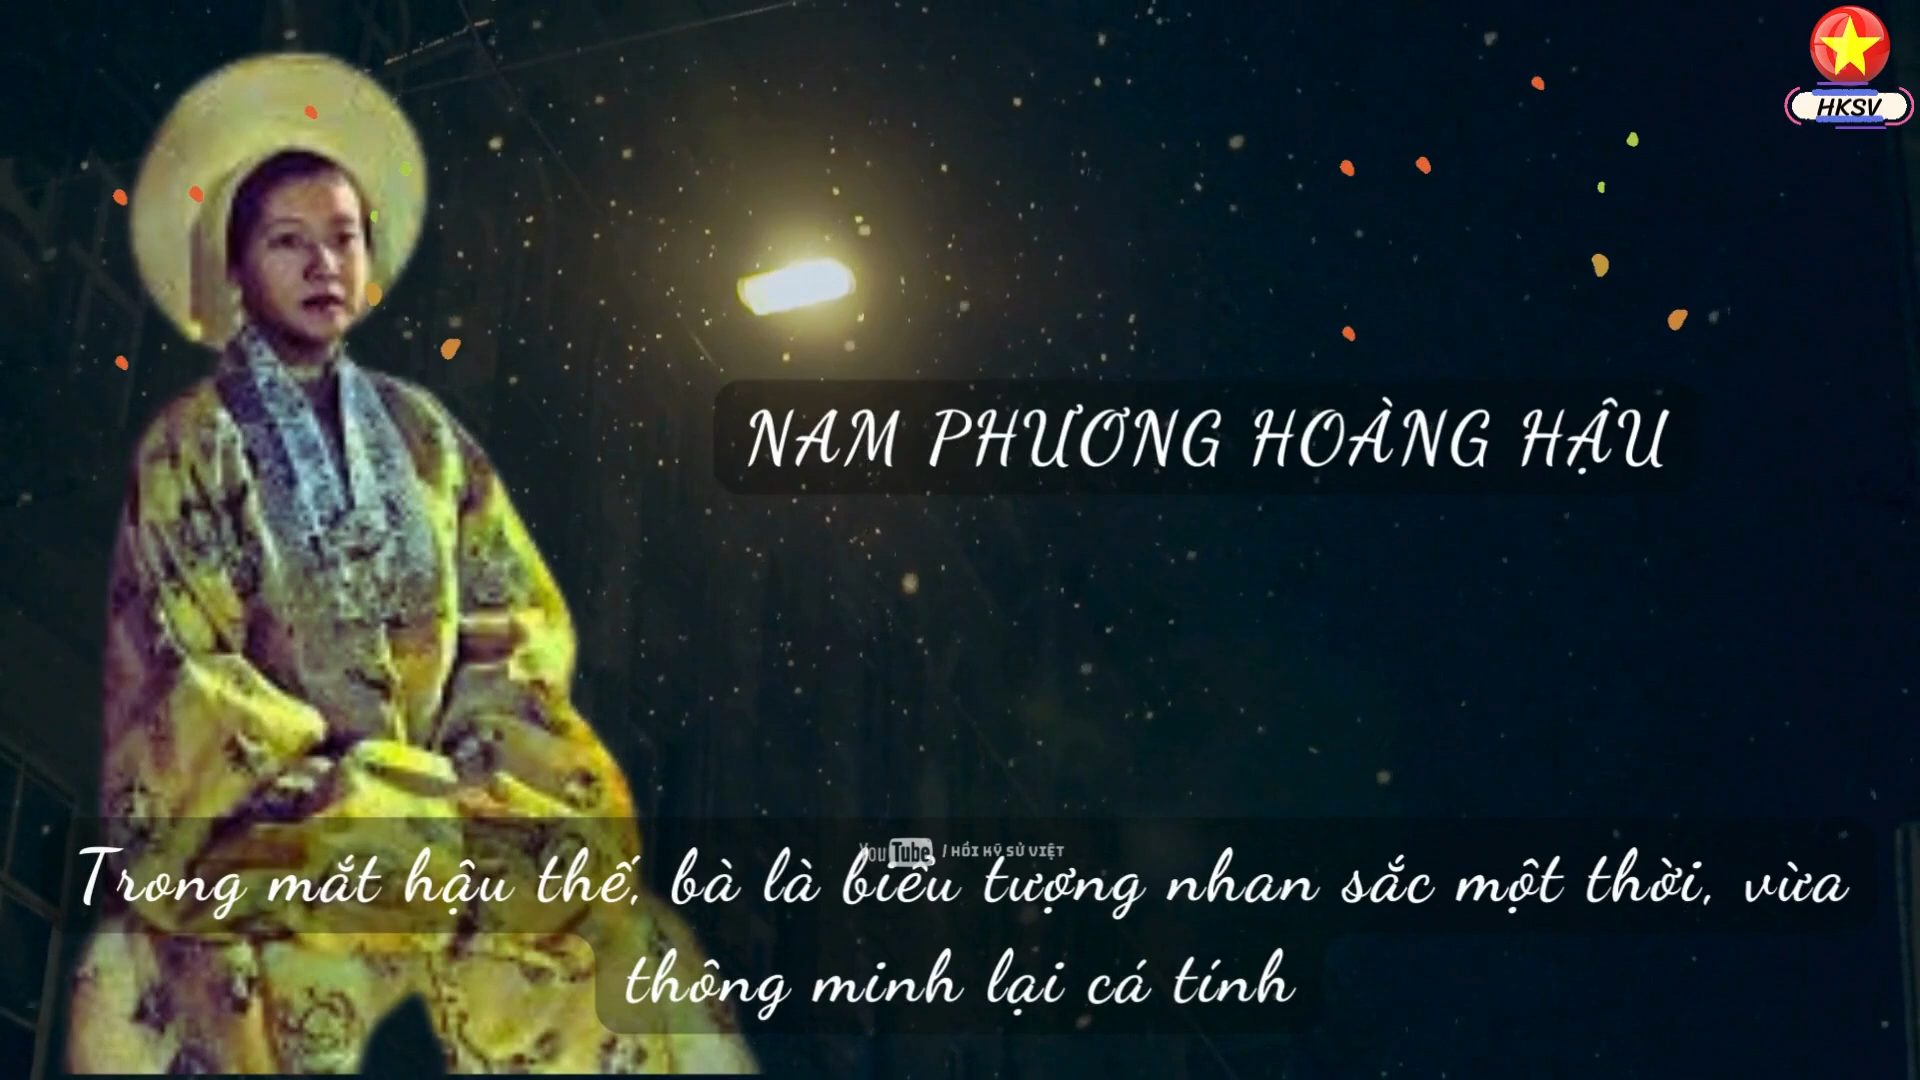 HKSV
NAM PHƯƠNG HOÀNG HẬU
YouTube / HỒI KÝ SỬ VIỆT
Trong mắt hậu thế, bà là biểu tượng nhan sắc một thời, vừa
thông minh lại cá tính